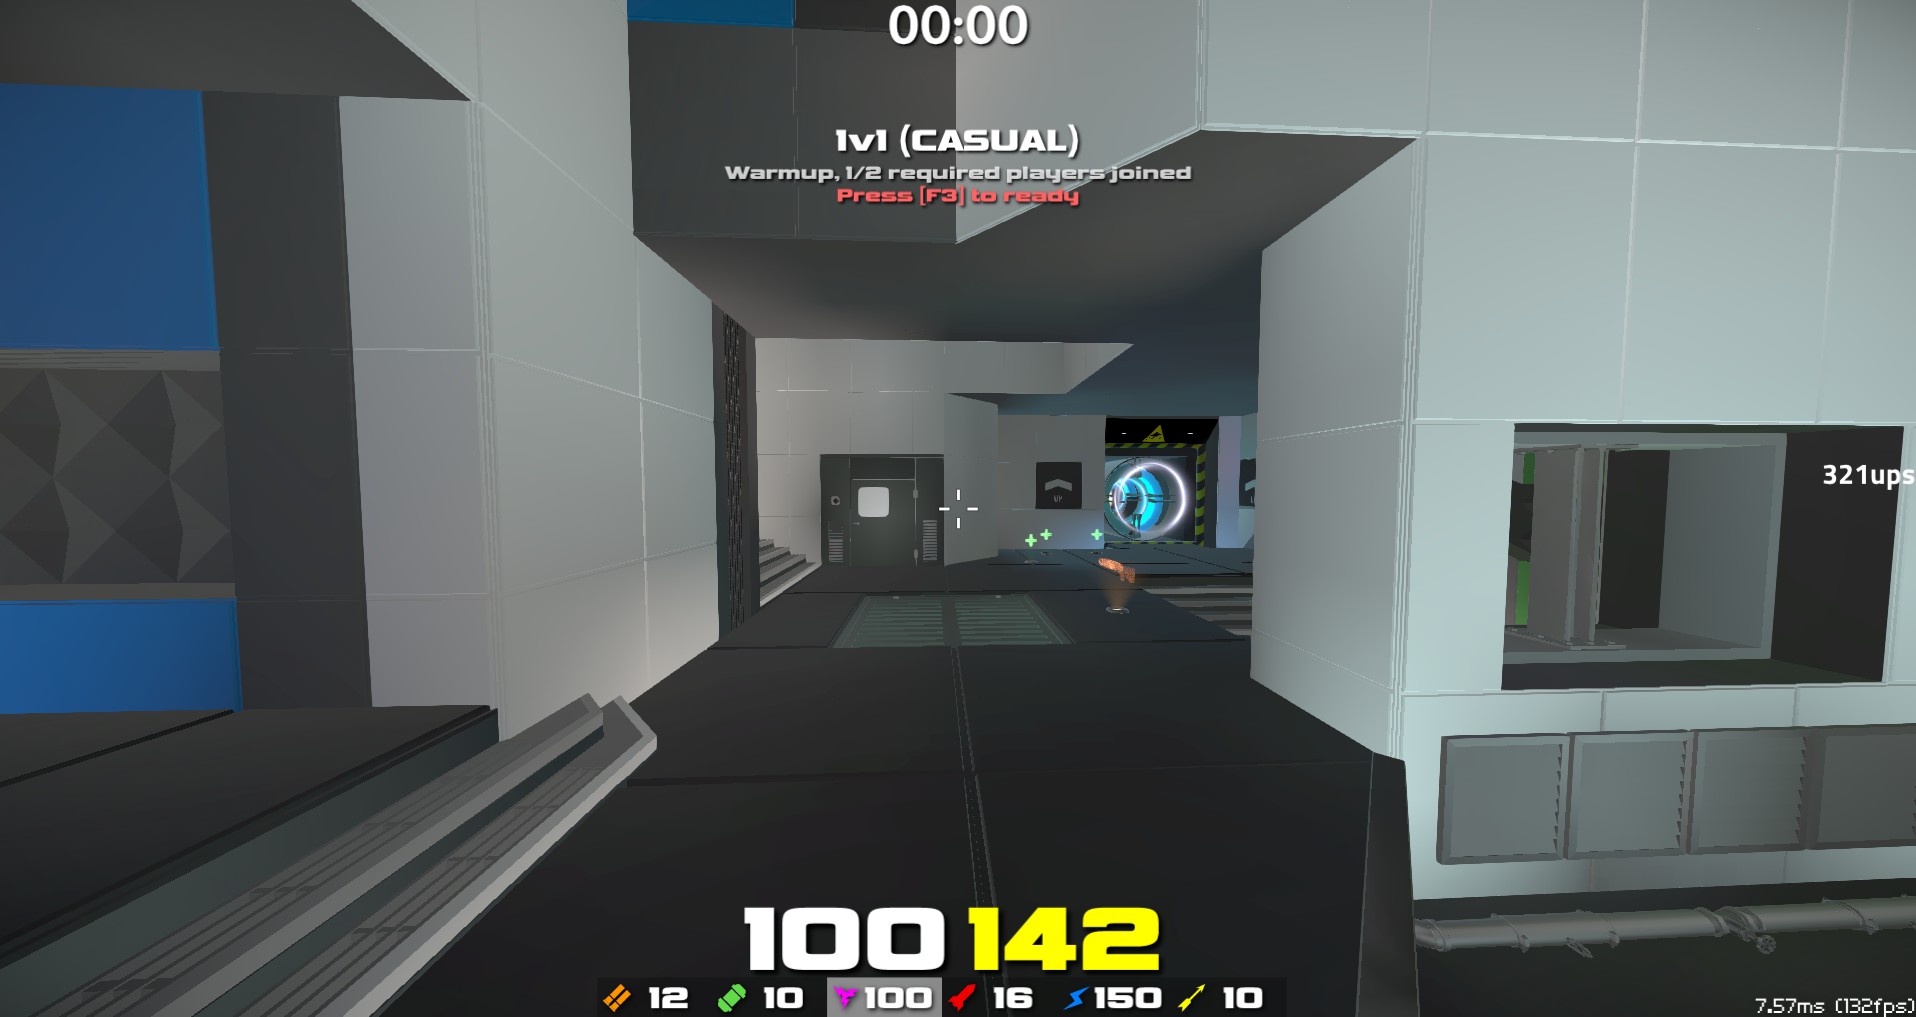 00:00
1v1 (CASUAL)
Warmup, 1/2 required players joined
Press [F3] to ready
UP
321ups
100 142
12 10 100 16 150 10
7.57ms (132fps)